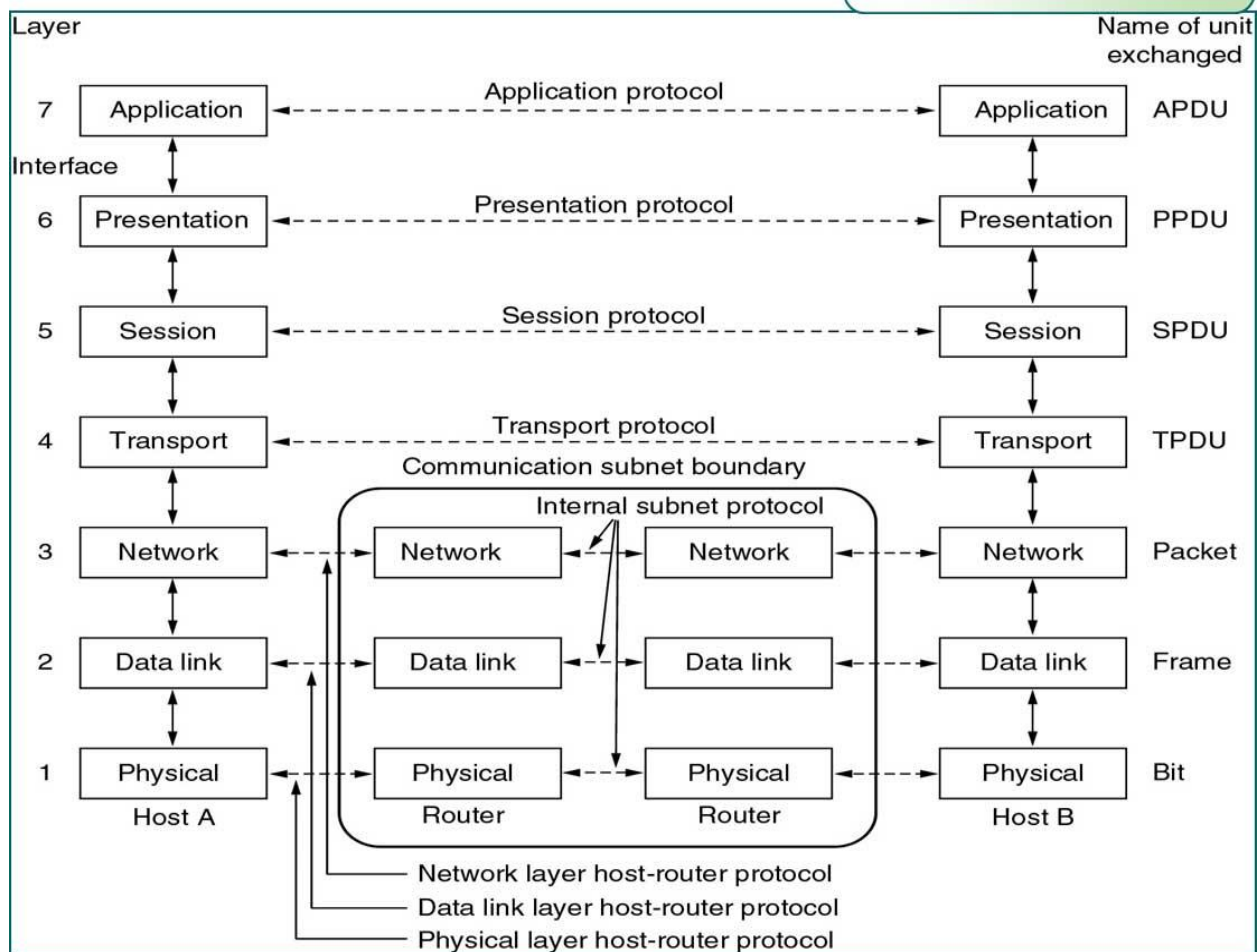 Layer
Name of unit
exchanged
7 Application Application protocol Application APDU
Interface
6 Presentation Presentation protocol Presentation PPDU
5 Session Session protocol Session SPDU
4 Transport Transport protocol Transport TPDU
Communication subnet boundary
Internal subnet protocol
3 Network Network Network Network Packet
2 Data link Data link Data link Data link Frame
1 Physical Physical Physical Physical Bit
Host A Router Router Host B
Network layer host-router protocol
Data link layer host-router protocol
Physical layer host-router protocol